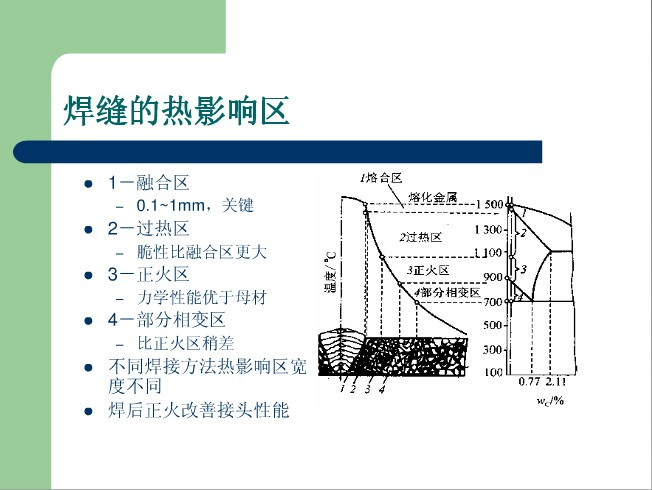 焊缝的热影响区
1－融合区
– 0.1~1mm，关键
2－过热区
– 脆性比融合区更大
3－正火区
– 力学性能优于母材
4－部分相变区
– 比正火区稍差
不同焊接方法热影响区宽
度不同
焊后正火改善接头性能
1熔合区
熔化金属
2过热区
3正火区
4部分相变区
温度/℃
1 2 3 4
1 500
1 300
1 100
900
700
500
300
100
1
2
3
4
0.77 2.11
wc/%